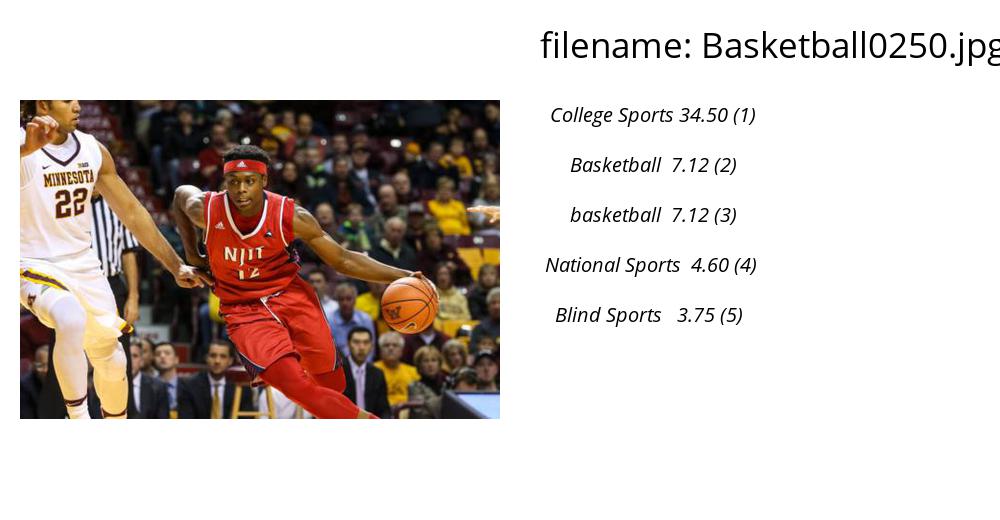 filename: Basketball0250.jpg
College Sports 34.50 (1)
Basketball 7.12 (2)
basketball 7.12 (3)
National Sports 4.60 (4)
Blind Sports 3.75 (5)
MINNESOTA
22
NJIT
12